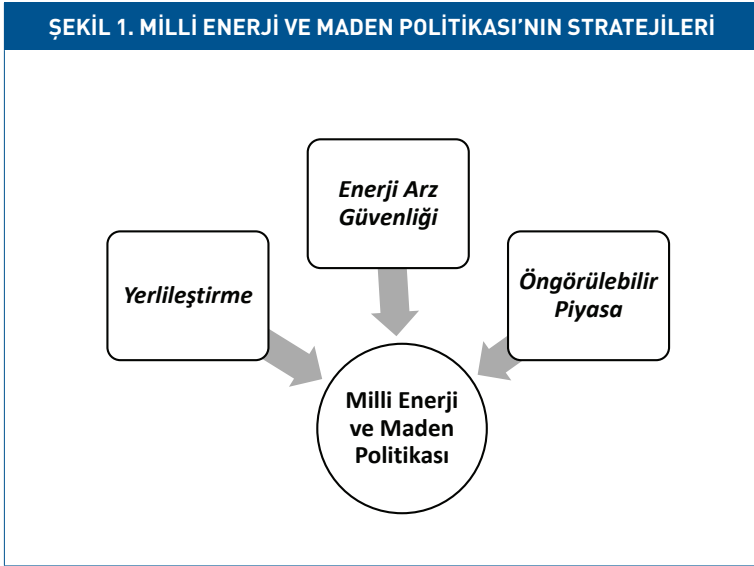 ŞEKİL 1. MİLLİ ENERJİ VE MADEN POLİTİKASI’NIN STRATEJİLERİ
Enerji Arz
Güvenliği
Yerlileştirme
Öngörülebilir
Piyasa
Milli Enerji
ve Maden
Politikası